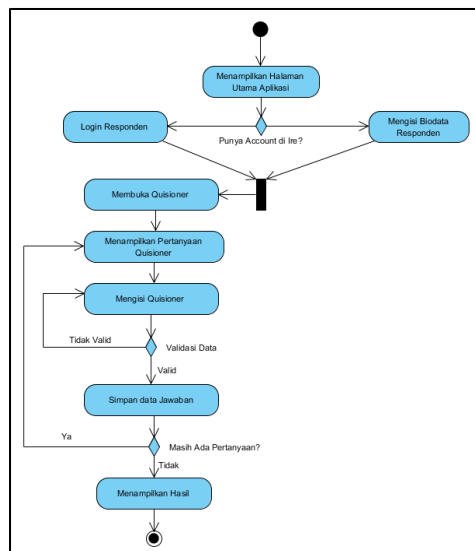 Menampilkan Halaman
Utama Aplikasi
Login Responden
Punya Account di Ire?
Mengisi Biodata
Responden
Membuka Quisioner
Menampilkan Pertanyaan
Quisioner
Mengisi Quisioner
Tidak Valid
Validasi Data
Valid
Simpan data Jawaban
Ya
Masih Ada Pertanyaan?
Tidak
Menampilkan Hasil